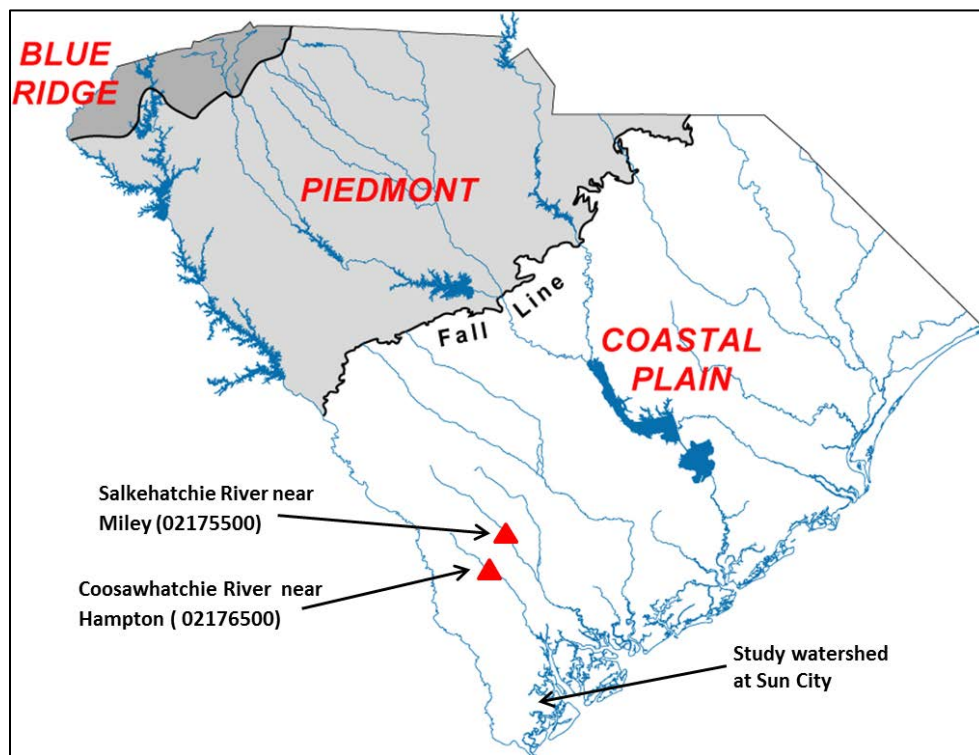 BLUE
RIDGE
PIEDMONT
Fall Line
COASTAL
PLAIN
Salkehatchie River near
Miley (02175500)
Coosawhatchie River near
Hampton ( 02176500)
Study watershed
at Sun City